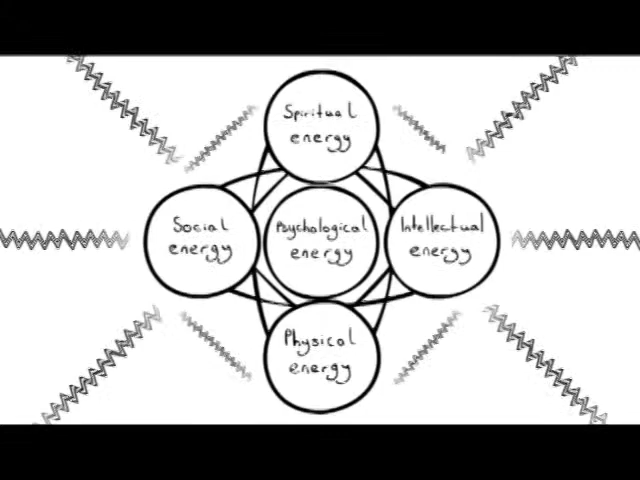 Spiritual
energy
Social
energy
Psychological
energy
Intellectual
energy
Physical
energy